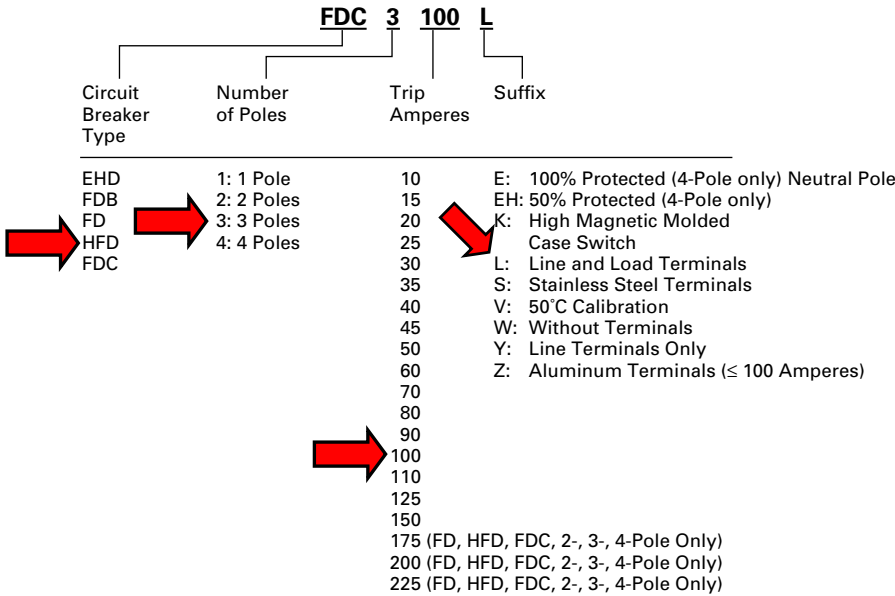 FDC 3 100 L
Circuit Breaker Type
Number of Poles
Trip Amperes
Suffix
EHD
FDB
FD
HFD
FDC
1: 1 Pole
2: 2 Poles
3: 3 Poles
4: 4 Poles
10
15
20
25
30
35
40
45
50
60
70
80
90
100
110
125
150
175 (FD, HFD, FDC, 2-, 3-, 4-Pole Only)
200 (FD, HFD, FDC, 2-, 3-, 4-Pole Only)
225 (FD, HFD, FDC, 2-, 3-, 4-Pole Only)
E: 100% Protected (4-Pole only) Neutral Pole
EH: 50% Protected (4-Pole only)
K: High Magnetic Molded
Case Switch
L: Line and Load Terminals
S: Stainless Steel Terminals
V: 50°C Calibration
W: Without Terminals
Y: Line Terminals Only
Z: Aluminum Terminals (≤ 100 Amperes)